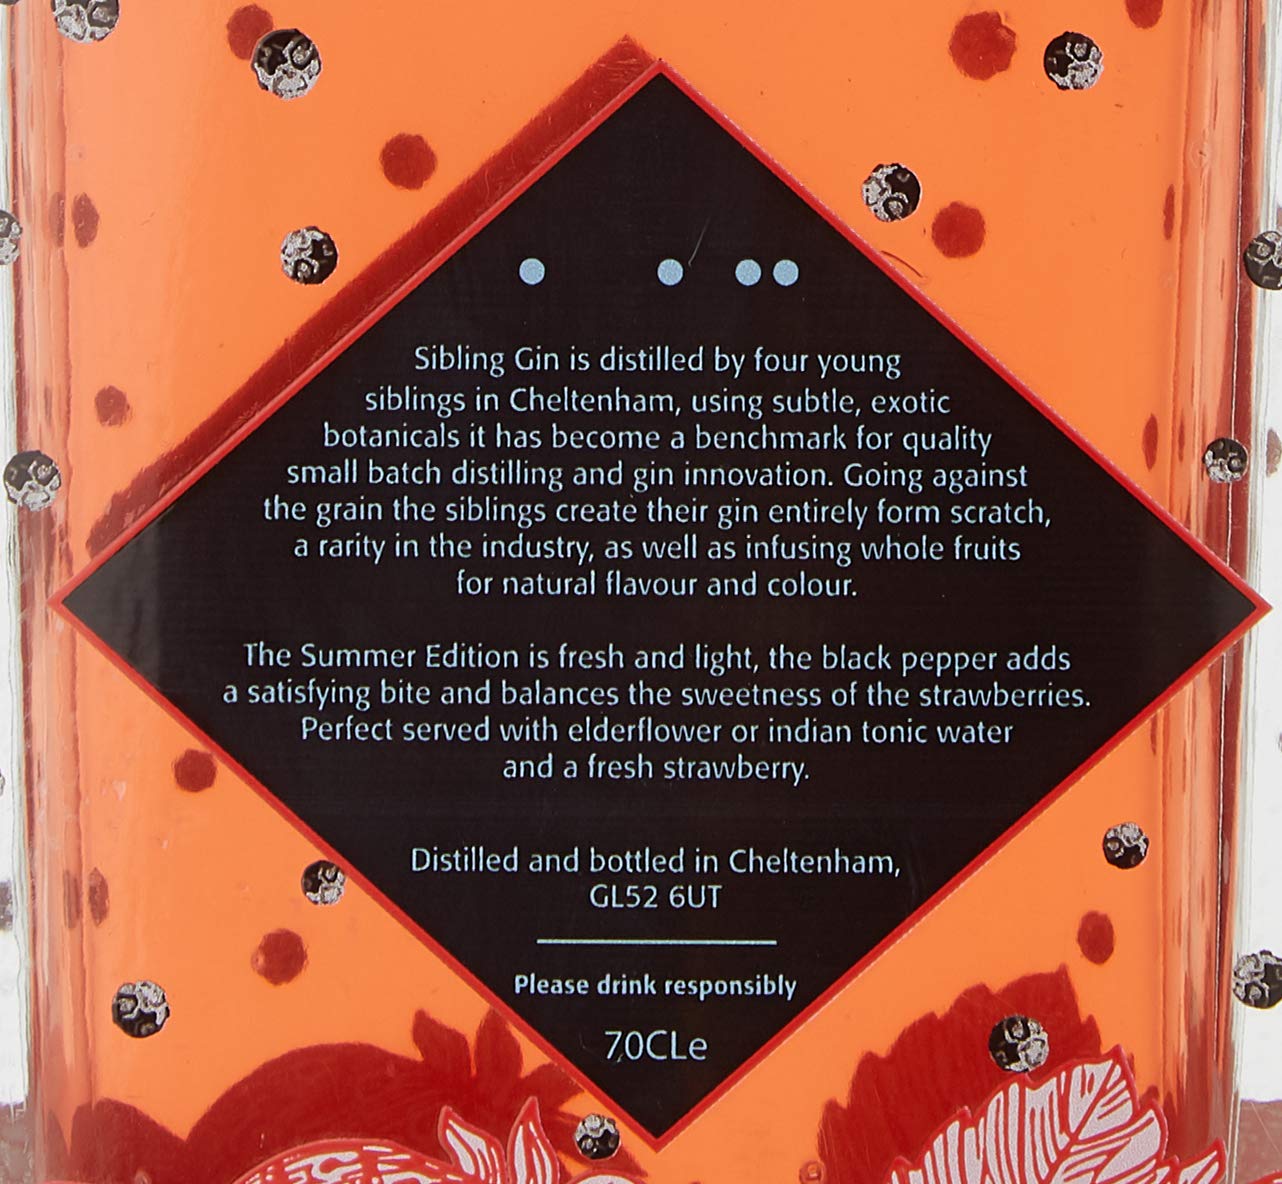 Sibling Gin is distilled by four young
siblings in Cheltenham, using subtle, exotic
botanicals it has become a benchmark for quality
small batch distilling and gin innovation. Going against
the grain the siblings create their gin entirely form scratch,
a rarity in the industry, as well as infusing whole fruits
for natural flavour and colour.
The Summer Edition is fresh and light, the black pepper adds
a satisfying bite and balances the sweetness of the strawberries.
Perfect served with elderflower or indian tonic water
and a fresh strawberry.
Distilled and bottled in Cheltenham,
GL52 6UT
Please drink responsibly
70CLe